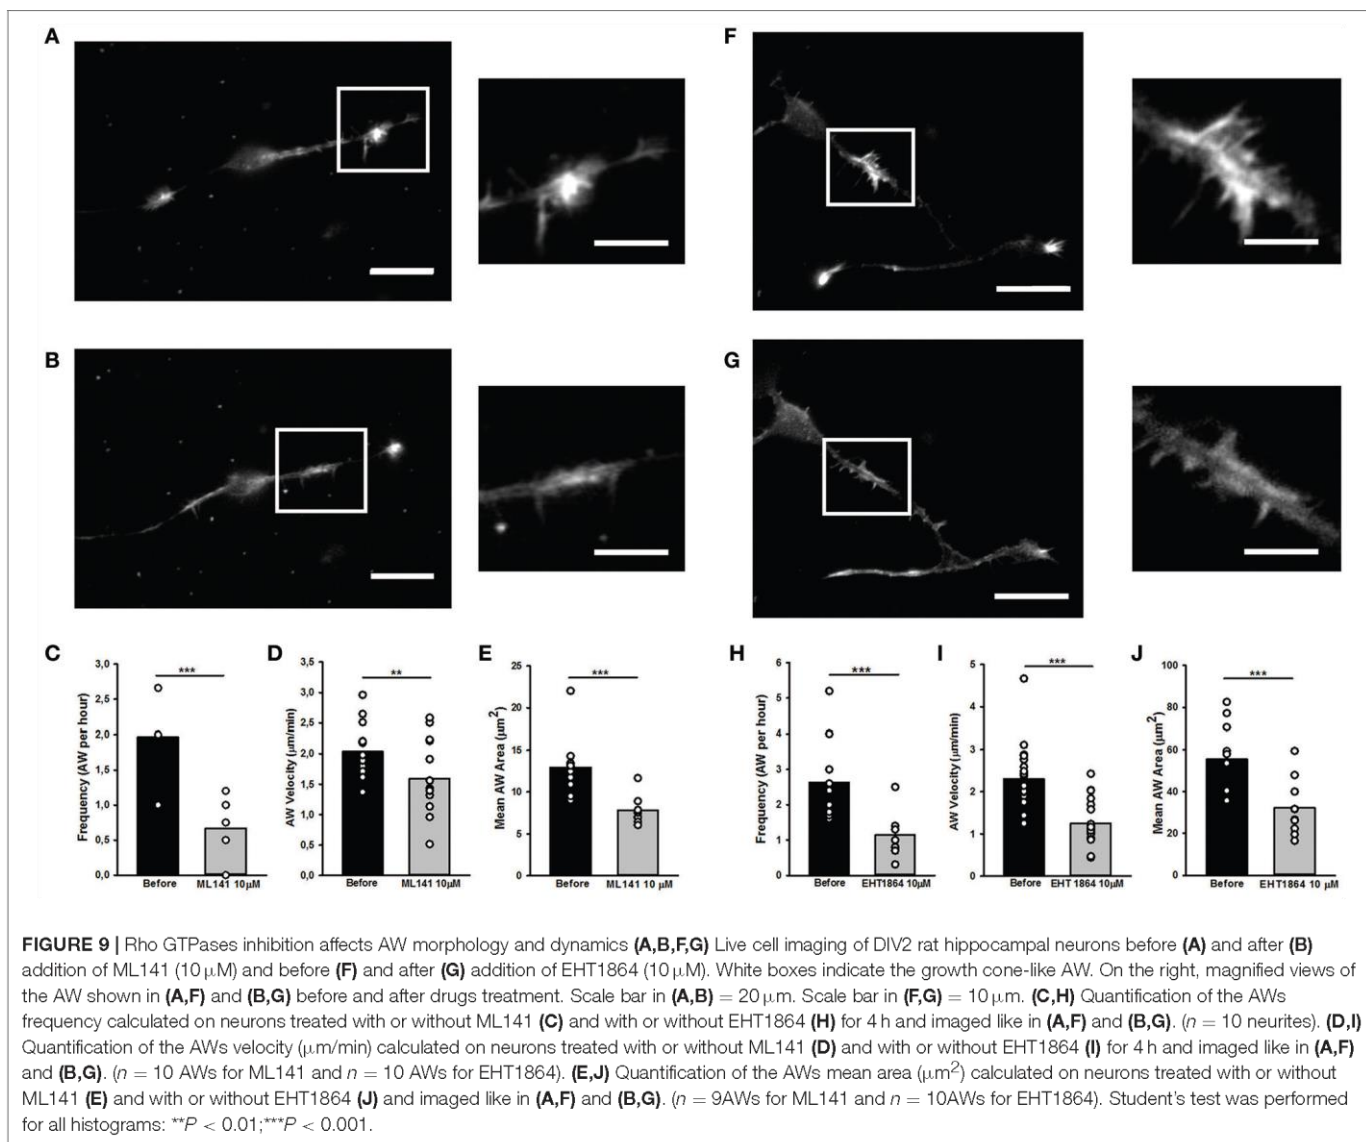 A
F
B
G
C
3,0
2,5
2,0
1,5
1,0
0,5
0,0
Frequency (AW per hour)
***
Before
ML141 10µM
D
3,5
3,0
2,5
2,0
1,5
1,0
0,5
0,0
AW Velocity (µm/min)
**
Before
ML141 10µM
E
25
20
15
10
5
0
Mean AW Area (µm²)
***
Before
ML141 10µM
H
6
5
4
3
2
1
0
Frequency (AW per hour)
***
Before
EHT1864 10µM
I
5
4
3
2
1
0
AW Velocity (µm/min)
***
Before
EHT 1864 10µM
J
100
80
60
40
20
0
Mean AW Area (µm²)
***
Before
EHT1864 10 µM
FIGURE 9 | Rho GTPases inhibition affects AW morphology and dynamics (A,B,F,G) Live cell imaging of DIV2 rat hippocampal neurons before (A) and after (B)
addition of ML141 (10 µM) and before (F) and after (G) addition of EHT1864 (10 µM). White boxes indicate the growth cone-like AW. On the right, magnified views of
the AW shown in (A,F) and (B,G) before and after drugs treatment. Scale bar in (A,B) = 20 µm. Scale bar in (F,G) = 10 µm. (C,H) Quantification of the AWs
frequency calculated on neurons treated with or without ML141 (C) and with or without EHT1864 (H) for 4 h and imaged like in (A,F) and (B,G). (n = 10 neurites). (D,I)
Quantification of the AWs velocity (µm/min) calculated on neurons treated with or without ML141 (D) and with or without EHT1864 (I) for 4 h and imaged like in (A,F)
and (B,G). (n = 10 AWs for ML141 and n = 10 AWs for EHT1864). (E,J) Quantification of the AWs mean area (µm²) calculated on neurons treated with or without
ML141 (E) and with or without EHT1864 (J) and imaged like in (A,F) and (B,G). (n = 9AWs for ML141 and n = 10AWs for EHT1864). Student's test was performed
for all histograms: **P < 0.01;***P < 0.001.